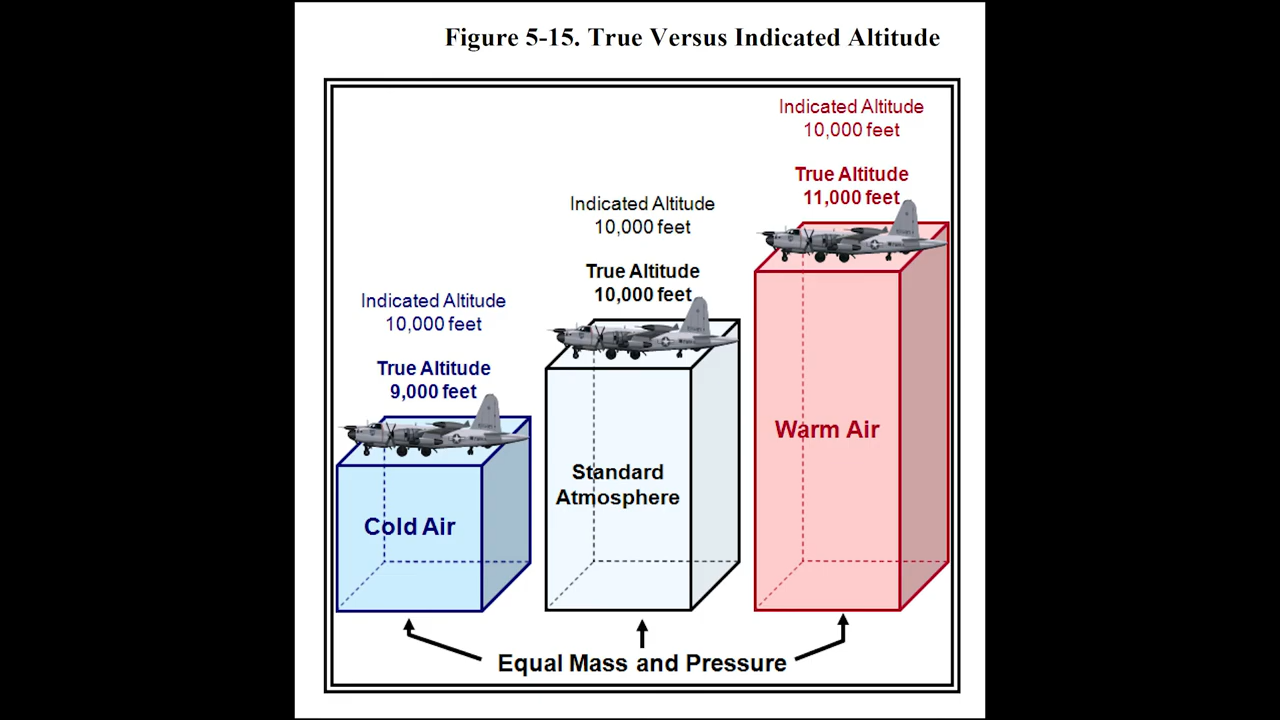 Figure 5-15. True Versus Indicated Altitude
Indicated Altitude
10,000 feet
True Altitude
9,000 feet
Cold Air
Indicated Altitude
10,000 feet
True Altitude
10,000 feet
Standard
Atmosphere
Indicated Altitude
10,000 feet
True Altitude
11,000 feet
Warm Air
Equal Mass and Pressure